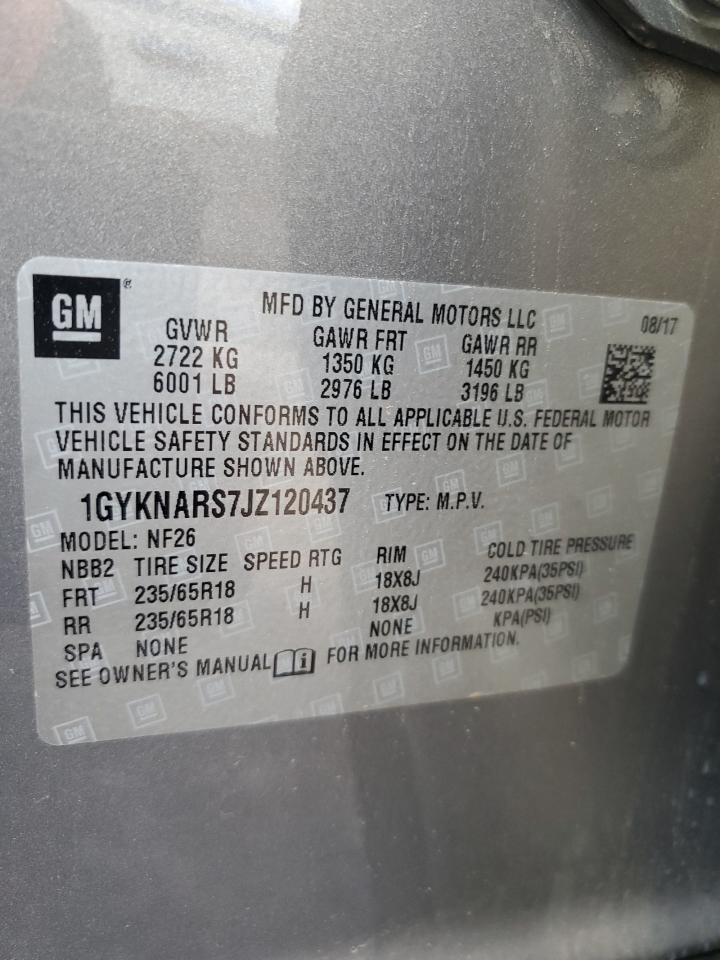 GM ®
MFD BY GENERAL MOTORS LLC 08/17
GVWR GAWR FRT GAWR RR
2722 KG 1350 KG 1450 KG
6001 LB 2976 LB 3196 LB
THIS VEHICLE CONFORMS TO ALL APPLICABLE U.S. FEDERAL MOTOR
VEHICLE SAFETY STANDARDS IN EFFECT ON THE DATE OF
MANUFACTURE SHOWN ABOVE.
1GYKNARS7JZ120437 TYPE: M.P.V.
MODEL: NF26
NBB2 TIRE SIZE SPEED RTG RIM COLD TIRE PRESSURE
FRT 235/65R18 H 18X8J 240KPA(35PSI)
RR 235/65R18 H 18X8J 240KPA(35PSI)
SPA NONE NONE KPA(PSI)
SEE OWNER'S MANUAL i FOR MORE INFORMATION.